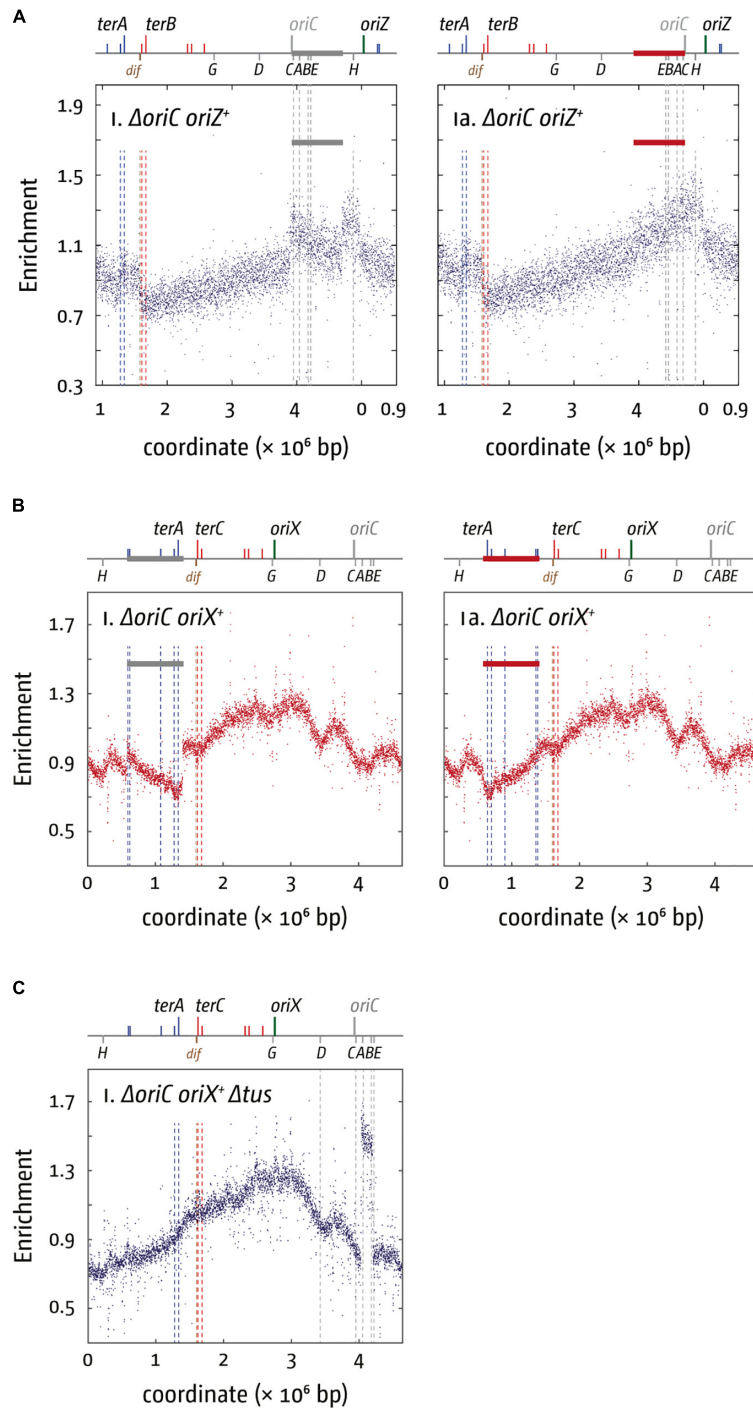 A
terA terB oriC oriZ
dif G D CABE H
I. ΔoriC oriZ⁺
Enrichment
1.9
1.5
1.1
0.7
0.3
1 2 3 4 0 0.9
coordinate (× 10⁶ bp)
terA terB oriC oriZ
dif G D EBAC H
Ia. ΔoriC oriZ⁺
1 2 3 4 0 0.9
coordinate (× 10⁶ bp)
B
terA terC oriX oriC
H dif G D CABE
I. ΔoriC oriX⁺
Enrichment
1.7
1.3
0.9
0.5
0 1 2 3 4
coordinate (× 10⁶ bp)
terA terC oriX oriC
H dif G D CABE
Ia. ΔoriC oriX⁺
0 1 2 3 4
coordinate (× 10⁶ bp)
C
terA terC oriX oriC
H dif G D CABE
I. ΔoriC oriX⁺ Δtus
Enrichment
1.7
1.3
0.9
0.5
0 1 2 3 4
coordinate (× 10⁶ bp)